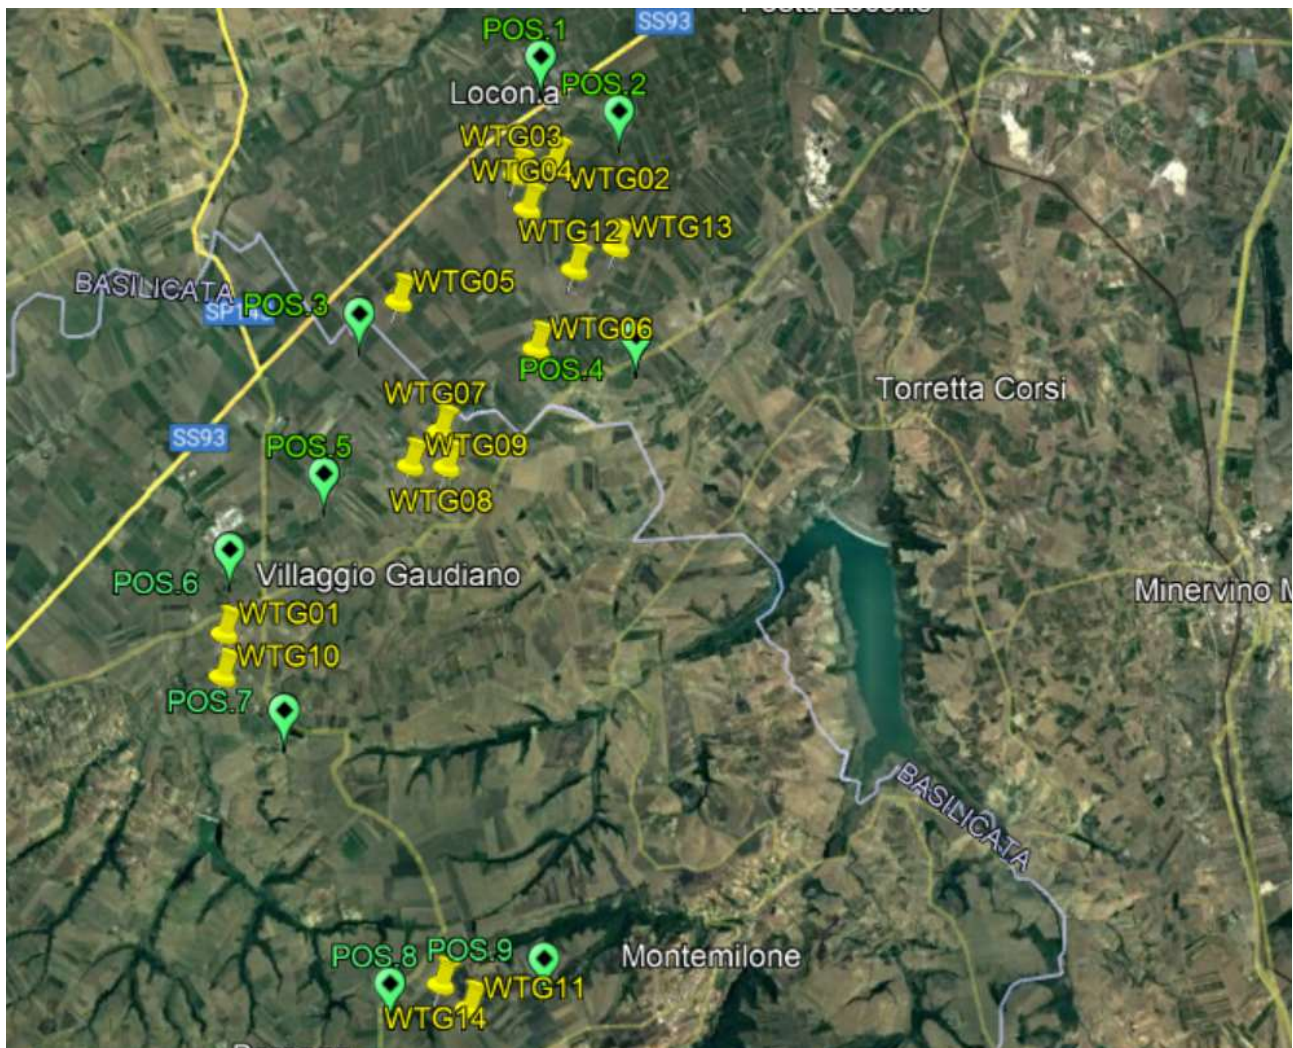 SS93
POS.1
POS.2
Locona
WTG03
WTG04
WTG02
WTG12
WTG13
BASILICATA
POS.3
WTG05
WTG06
POS.4
WTG07
Torretta Corsi
SS93
POS.5
WTG09
WTG08
POS.6
Villaggio Gaudiano
Minervino M
WTG01
WTG10
POS.7
BASILICATA
POS.8
POS.9
Montemilone
WTG11
WTG14